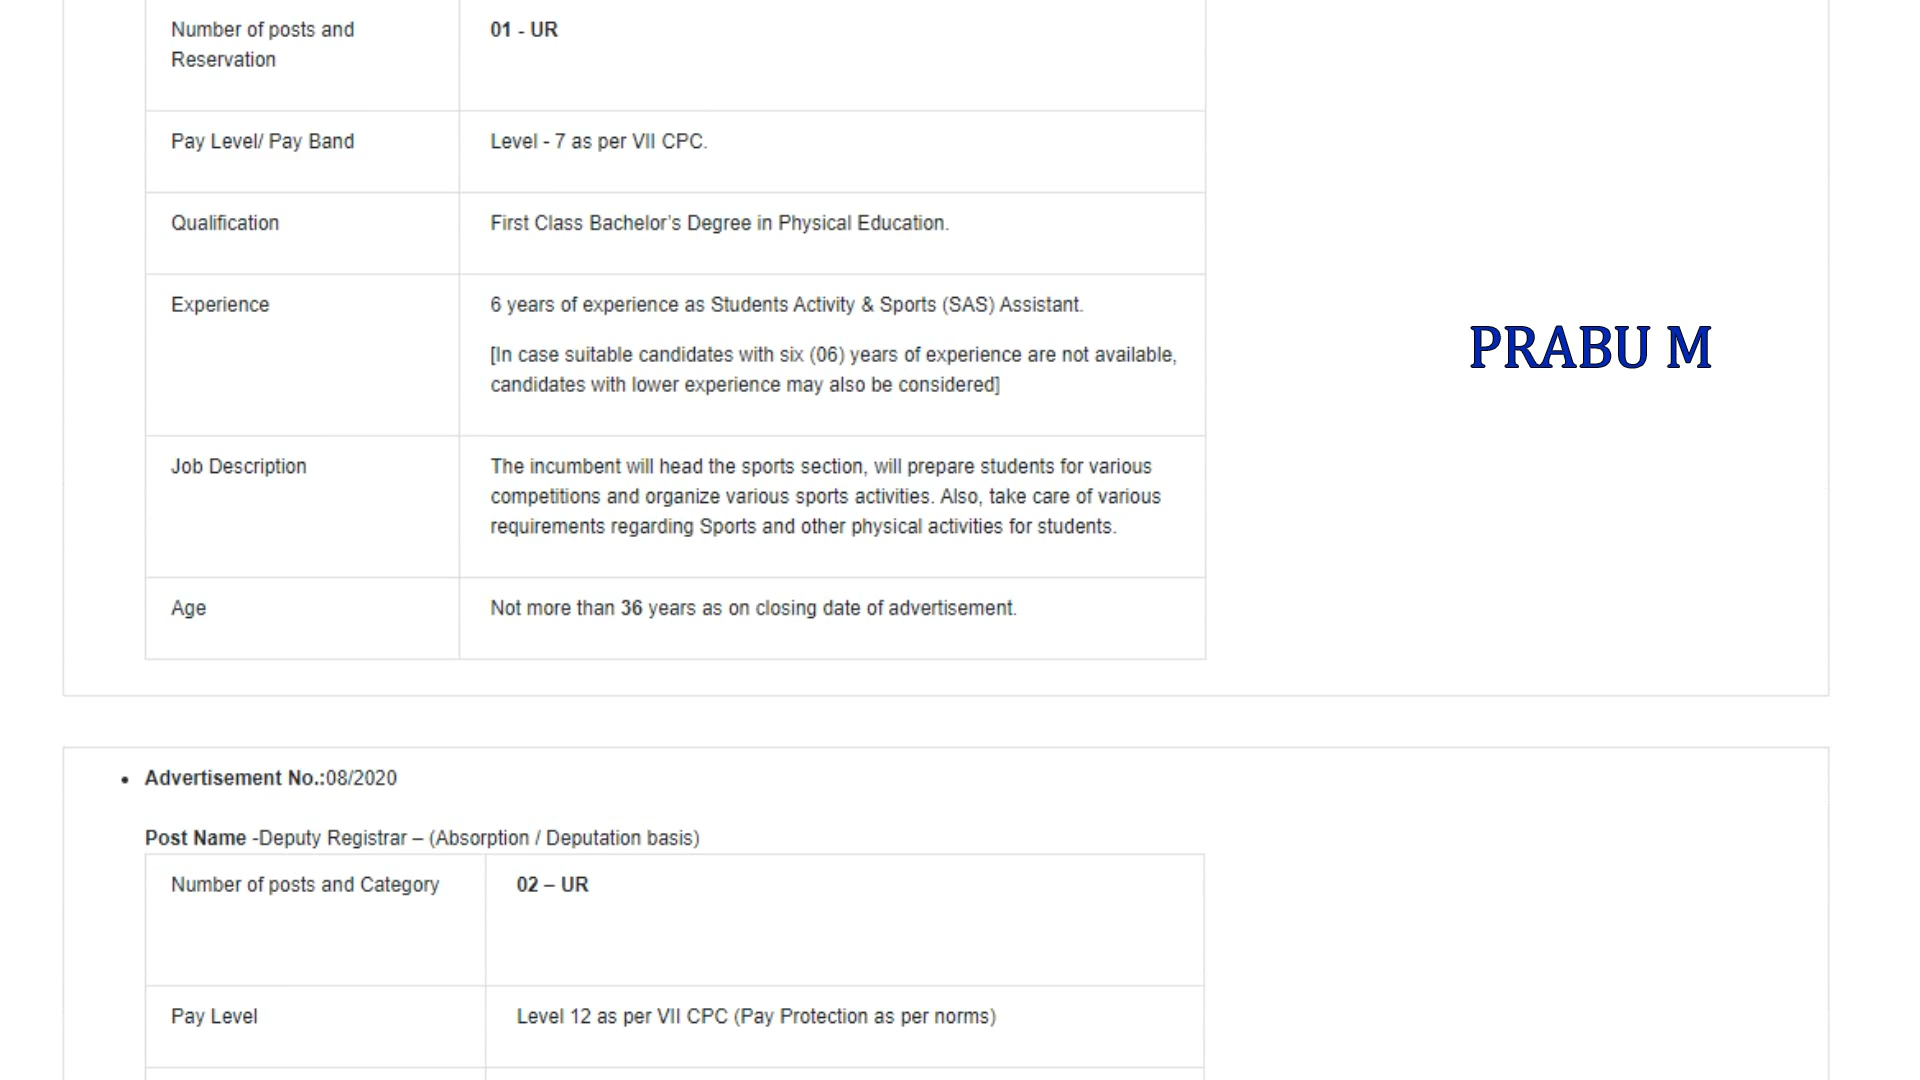 Number of posts and
Reservation
01 - UR
Pay Level/ Pay Band
Level - 7 as per VII CPC.
Qualification
First Class Bachelor’s Degree in Physical Education.
Experience
6 years of experience as Students Activity & Sports (SAS) Assistant.
[In case suitable candidates with six (06) years of experience are not available,
candidates with lower experience may also be considered]
PRABU M
Job Description
The incumbent will head the sports section, will prepare students for various
competitions and organize various sports activities. Also, take care of various
requirements regarding Sports and other physical activities for students.
Age
Not more than 36 years as on closing date of advertisement.
• Advertisement No.:08/2020
Post Name -Deputy Registrar – (Absorption / Deputation basis)
Number of posts and Category
02 – UR
Pay Level
Level 12 as per VII CPC (Pay Protection as per norms)